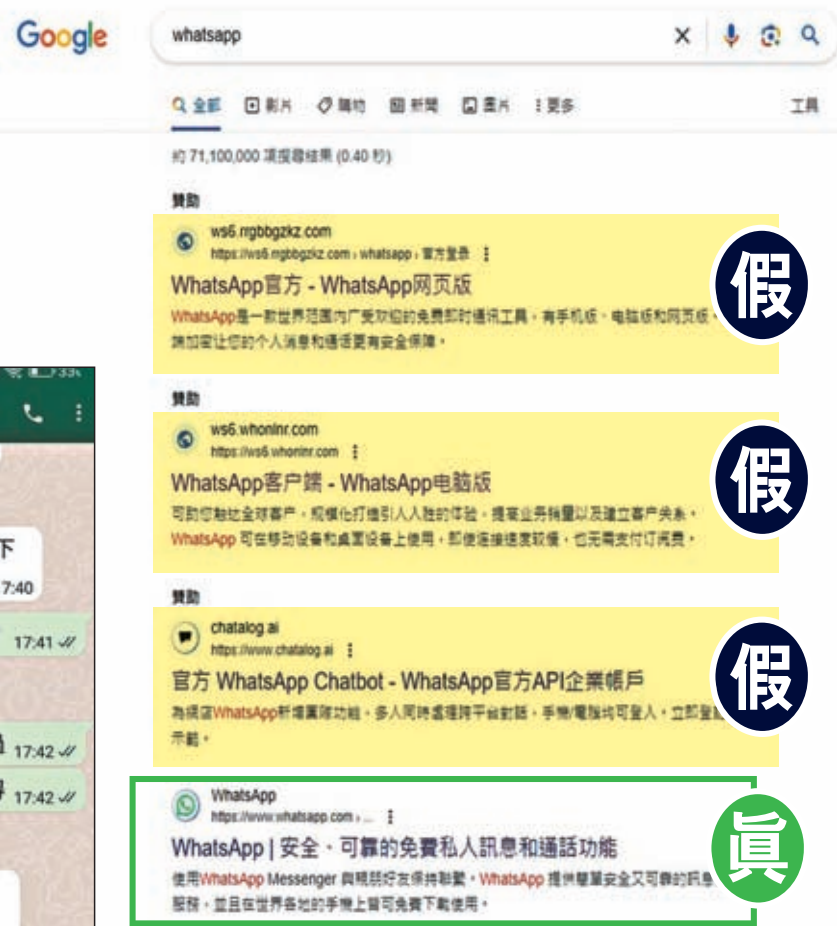 Google
whatsapp
全部 影片 購物 新聞 圖片 更多 工具
約 71,100,000 項搜尋結果 (0.40 秒)
贊助
ws6.rrgbbgzkz.com
https://ws6.rrgbbgzkz.com › whatsapp › 官方登录
WhatsApp官方 - WhatsApp网页版
WhatsApp是一款世界范围内广受欢迎的免费即时通讯工具，有手机版、电脑版和网页版，
端加密让您的个人消息和通话更有安全保障。
假
贊助
ws6.whonlnr.com
https://ws6.whonlnr.com
WhatsApp客户端 - WhatsApp电脑版
可助您触达全球客户，规模化打造引人入胜的体验，提高业务销量以及建立客户关系。
WhatsApp 可在移动设备和桌面设备上使用，即使连接速度较慢，也无需支付订阅费。
假
贊助
chatalog.ai
https://www.chatalog.ai
官方 WhatsApp Chatbot - WhatsApp官方API企業帳戶
為網店WhatsApp新增團隊功能，多人同時處理跨平台對話，手機/電腦均可登入，立即登記
示範。
假
WhatsApp
https://www.whatsapp.com › ...
WhatsApp | 安全、可靠的免費私人訊息和通話功能
使用WhatsApp Messenger 與親朋好友保持聯繫。WhatsApp 提供簡單安全又可靠的訊息
服務，並且在世界各地的手機上皆可免費下載使用。
真
33%
下
7:40
17:41
17:42
17:42